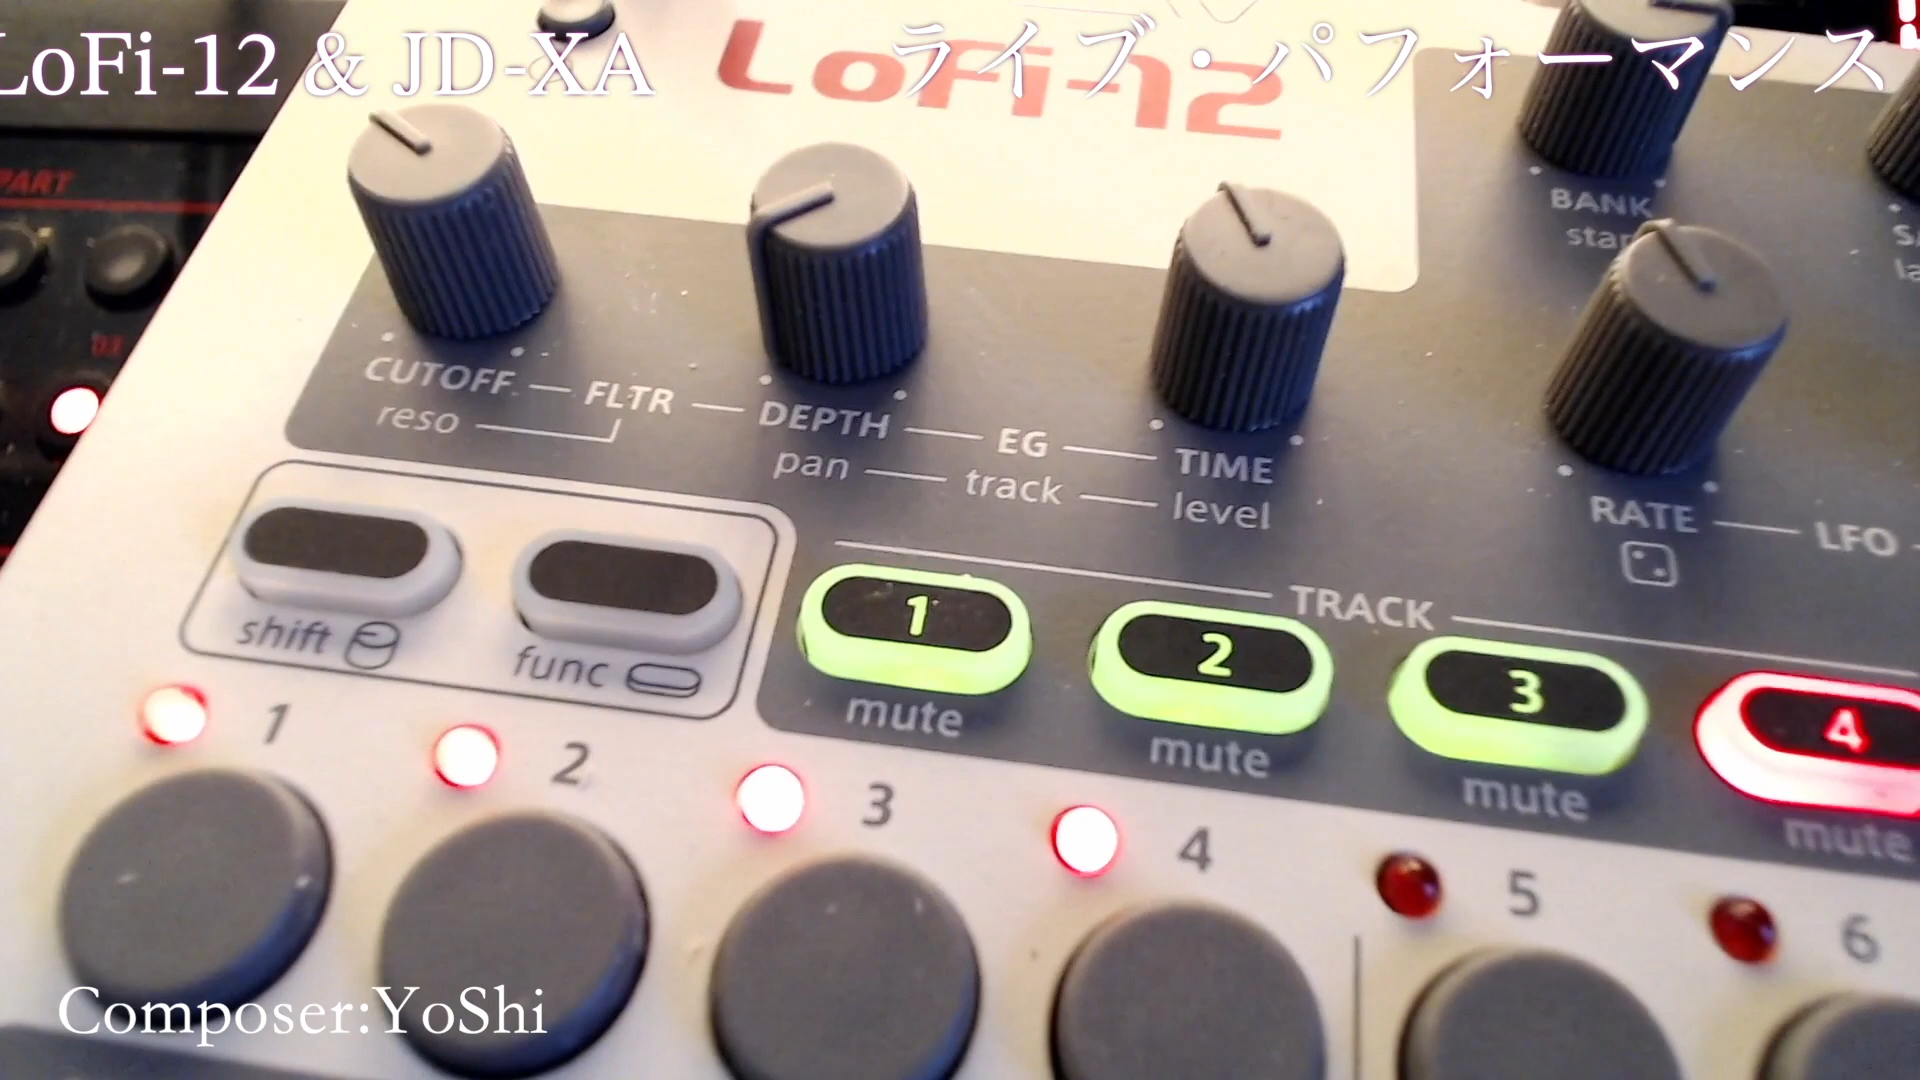 LoFi-12 & JD-XA ライブ・パフォーマンス
LoFi-12
PART
BANK
03
CUTOFF FLTR DEPTH EG TIME
reso pan track level
RATE LFO
TRACK
shift func
1 2 3 4
mute mute mute mute
1 2 3 4 5 6
Composer:YoShi